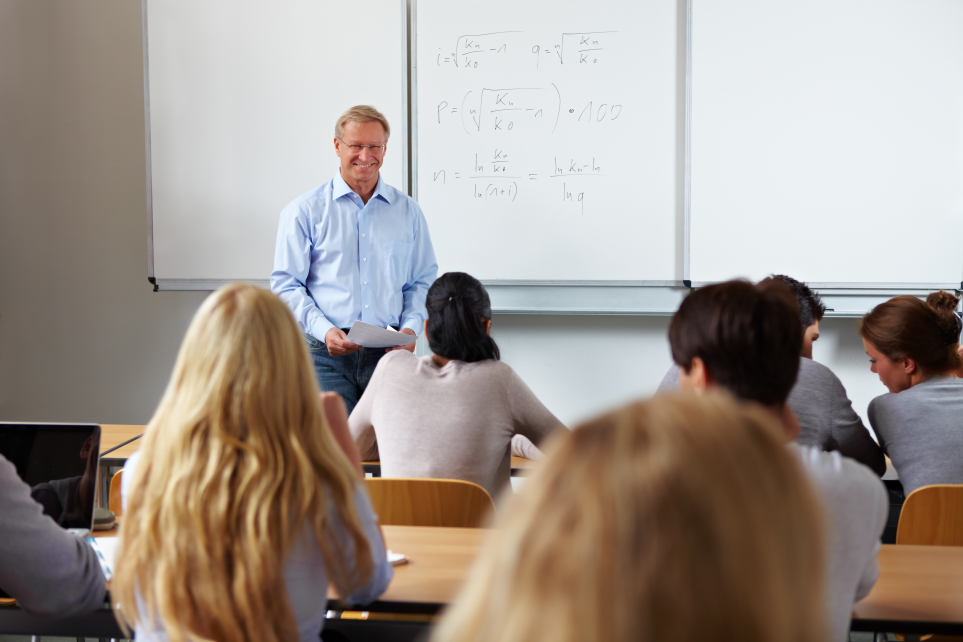 i = ⁿ√(Kn/K0) - 1   q = ⁿ√(Kn/K0)
P = (ⁿ√(Kn/K0) - 1) • 100
n = ln(Kn/K0) / ln(1+i) = ln Kn - ln / ln q